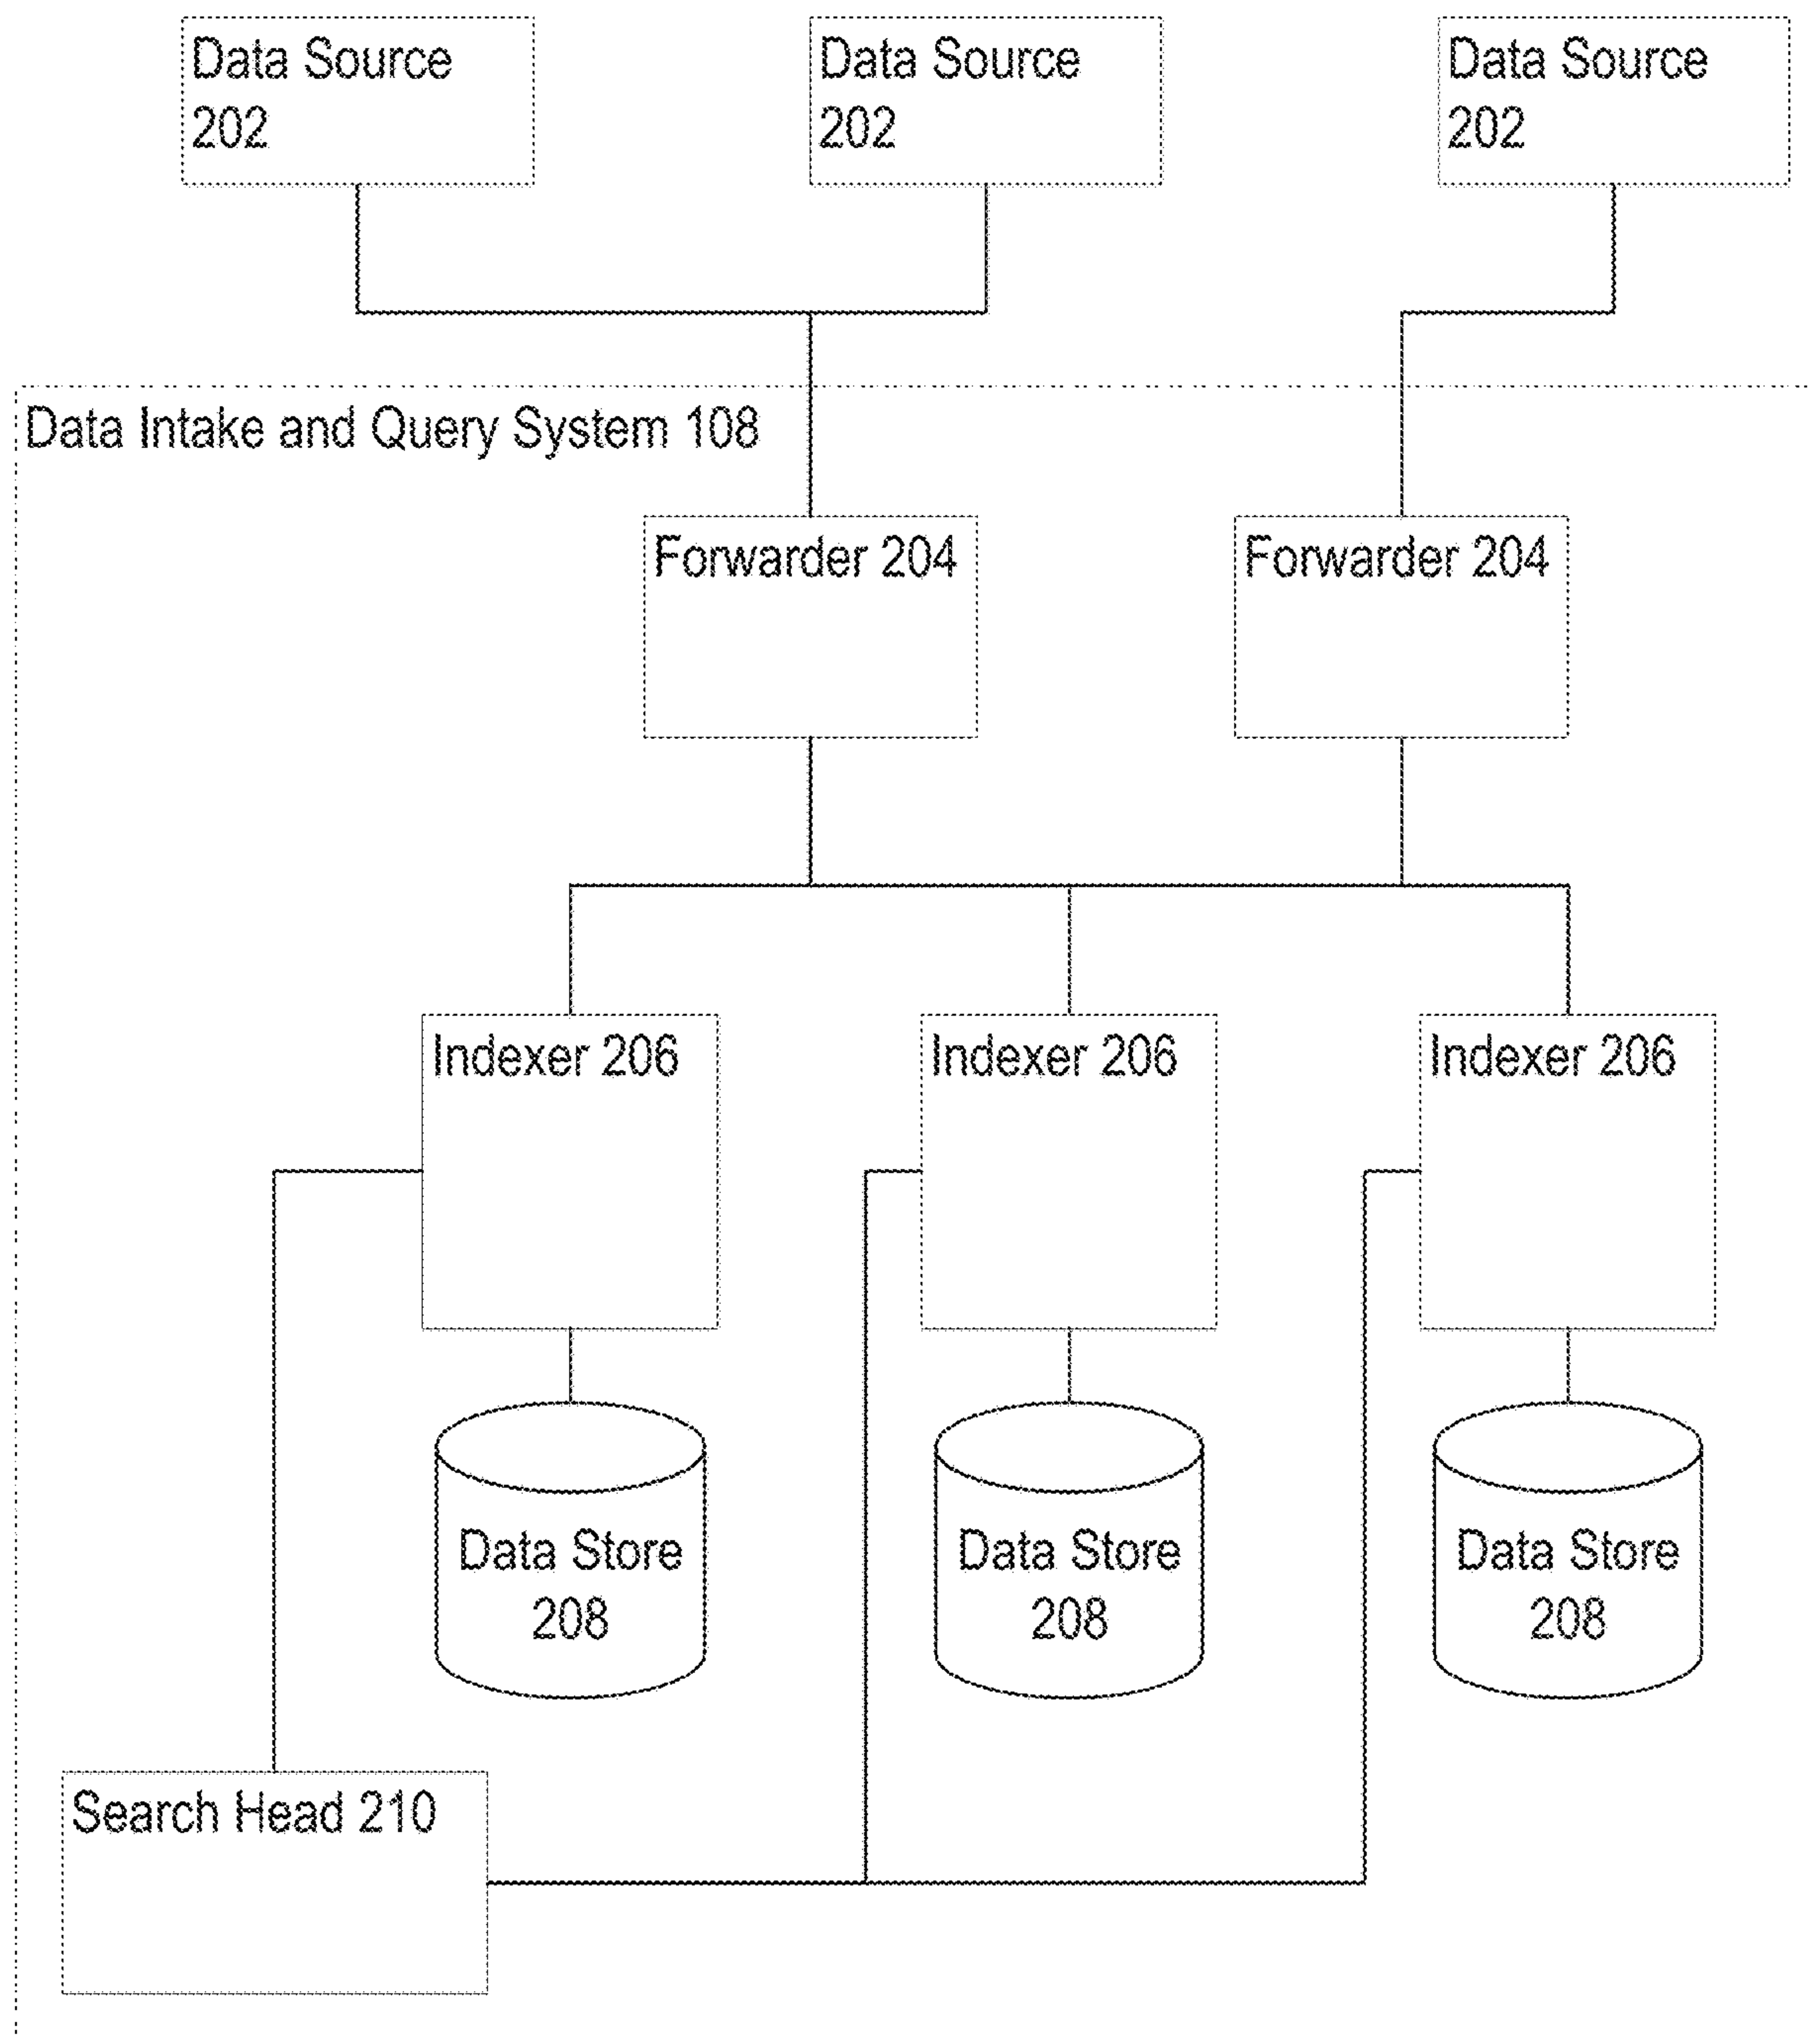 Data Source
202
Data Source
202
Data Source
202
Data Intake and Query System 108
Forwarder 204
Forwarder 204
Indexer 206
Indexer 206
Indexer 206
Data Store
208
Data Store
208
Data Store
208
Search Head 210